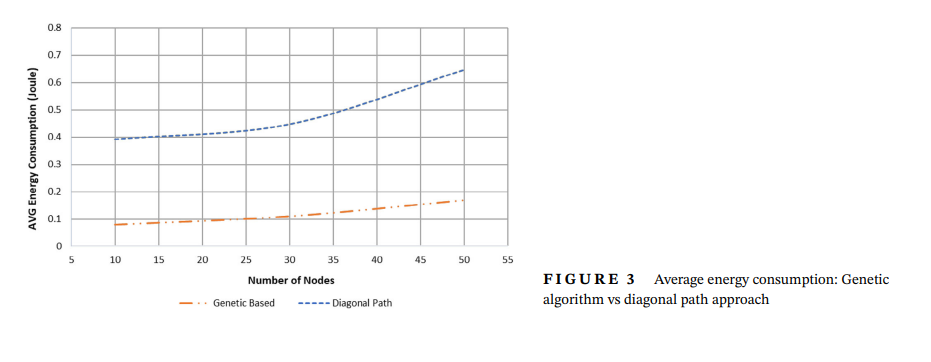 0.8
0.7
0.6
0.5
0.4
0.3
0.2
0.1
0
AVG Energy Consumption (Joule)
5 10 15 20 25 30 35 40 45 50 55
Number of Nodes
Genetic Based Diagonal Path
FIGURE 3 Average energy consumption: Genetic
algorithm vs diagonal path approach